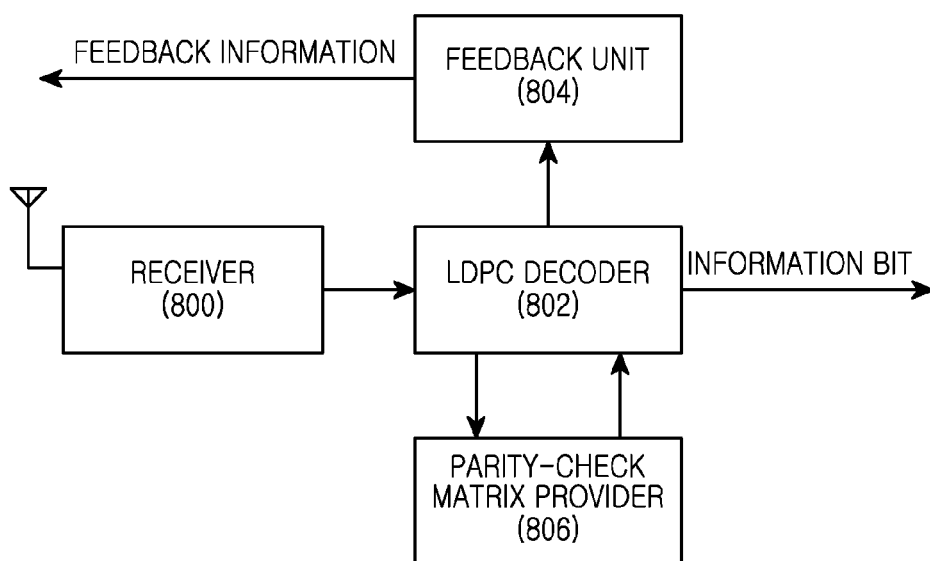 FEEDBACK INFORMATION
FEEDBACK UNIT
(804)
RECEIVER
(800)
LDPC DECODER
(802)
INFORMATION BIT
PARITY-CHECK
MATRIX PROVIDER
(806)